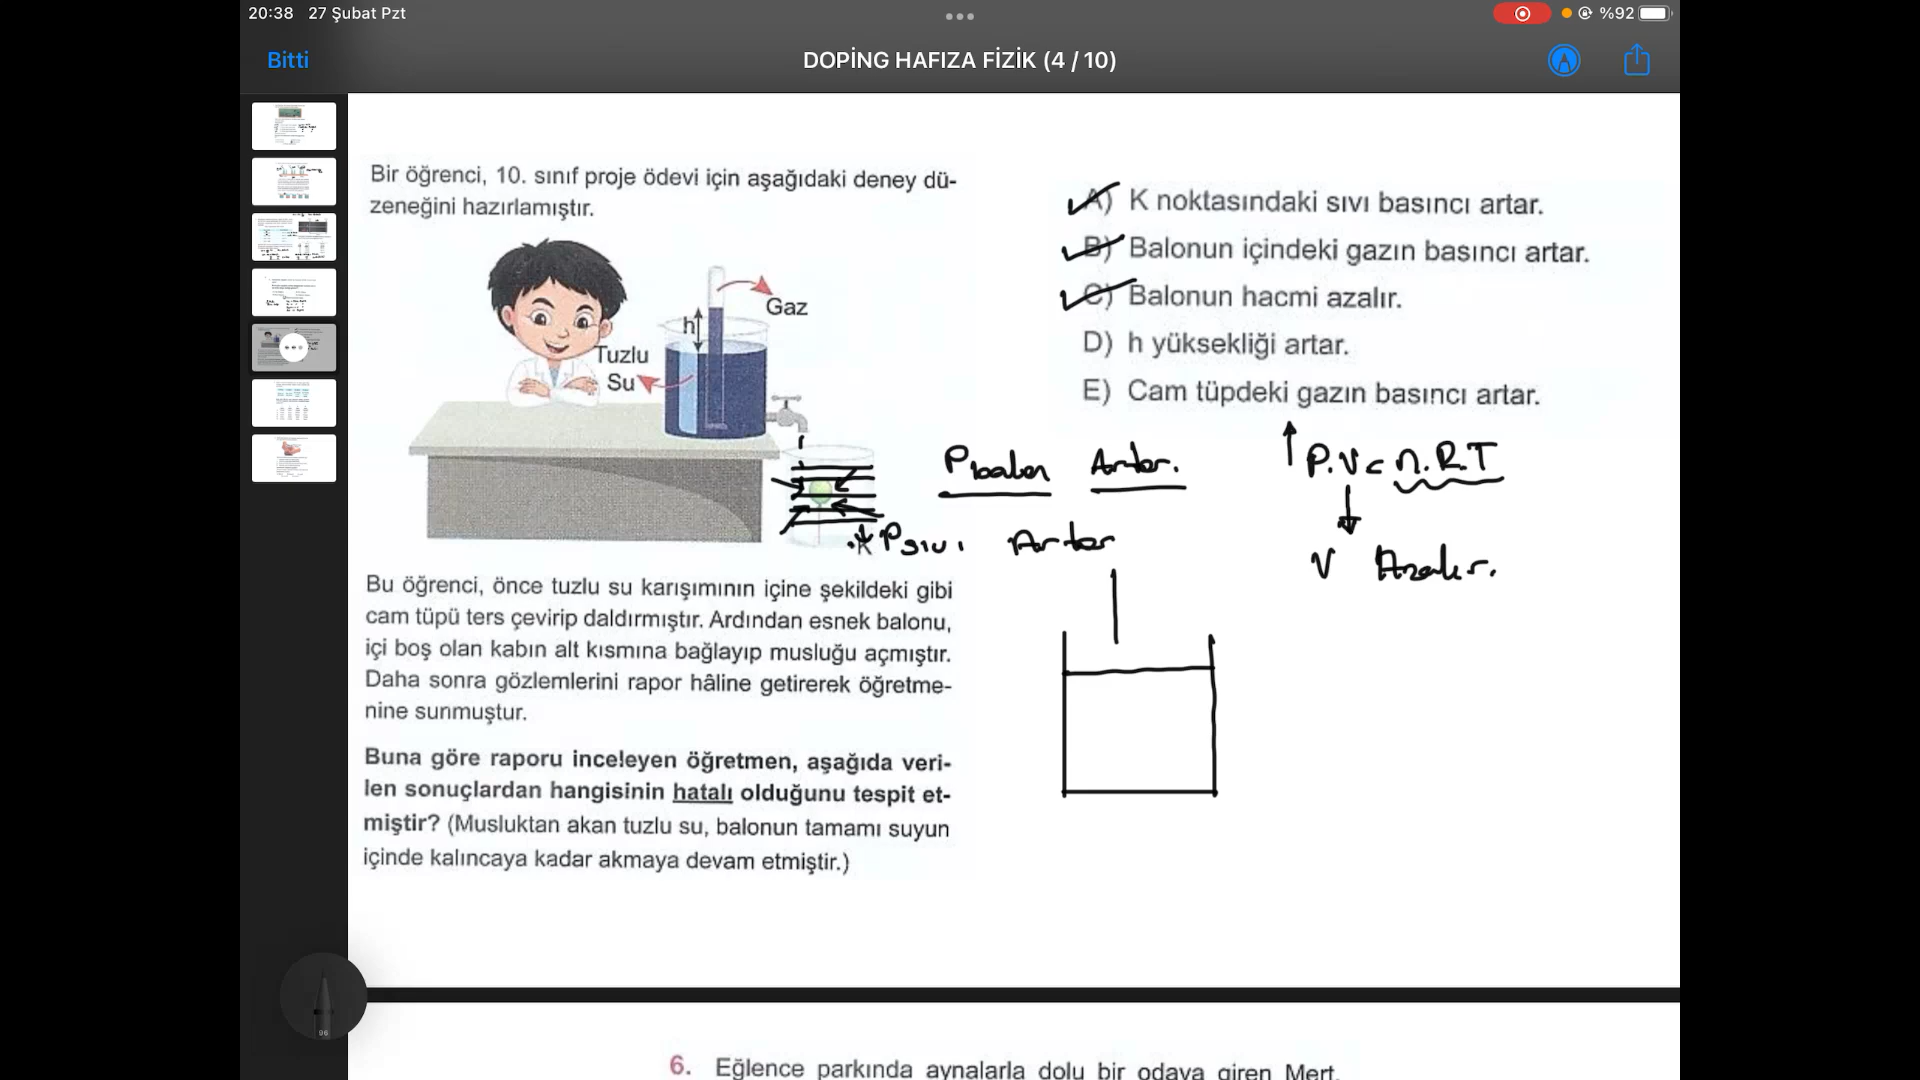 20:38 27 Şubat Pzt
%92
Bitti
DOPİNG HAFIZA FİZİK (4 / 10)
Bir öğrenci, 10. sınıf proje ödevi için aşağıdaki deney dü-
zeneğini hazırlamıştır.
Gaz
h
Tuzlu
Su
K
Bu öğrenci, önce tuzlu su karışımının içine şekildeki gibi
cam tüpü ters çevirip daldırmıştır. Ardından esnek balonu,
içi boş olan kabın alt kısmına bağlayıp musluğu açmıştır.
Daha sonra gözlemlerini rapor hâline getirerek öğretme-
nine sunmuştur.
Buna göre raporu inceleyen öğretmen, aşağıda veri-
len sonuçlardan hangisinin hatalı olduğunu tespit et-
miştir? (Musluktan akan tuzlu su, balonun tamamı suyun
içinde kalıncaya kadar akmaya devam etmiştir.)
A) K noktasındaki sıvı basıncı artar.
B) Balonun içindeki gazın basıncı artar.
C) Balonun hacmi azalır.
D) h yüksekliği artar.
E) Cam tüpdeki gazın basıncı artar.
Pbalon Artar.
Psıvı Artar
P.V = n.R.T
V Azalır.
96
6. Eğlence parkında aynalarla dolu bir odaya giren Mert,